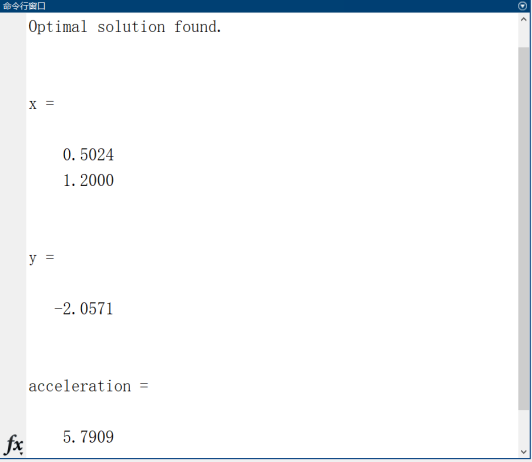 命令行窗口
Optimal solution found.
x =
0.5024
1.2000
y =
-2.0571
acceleration =
5.7909
fx